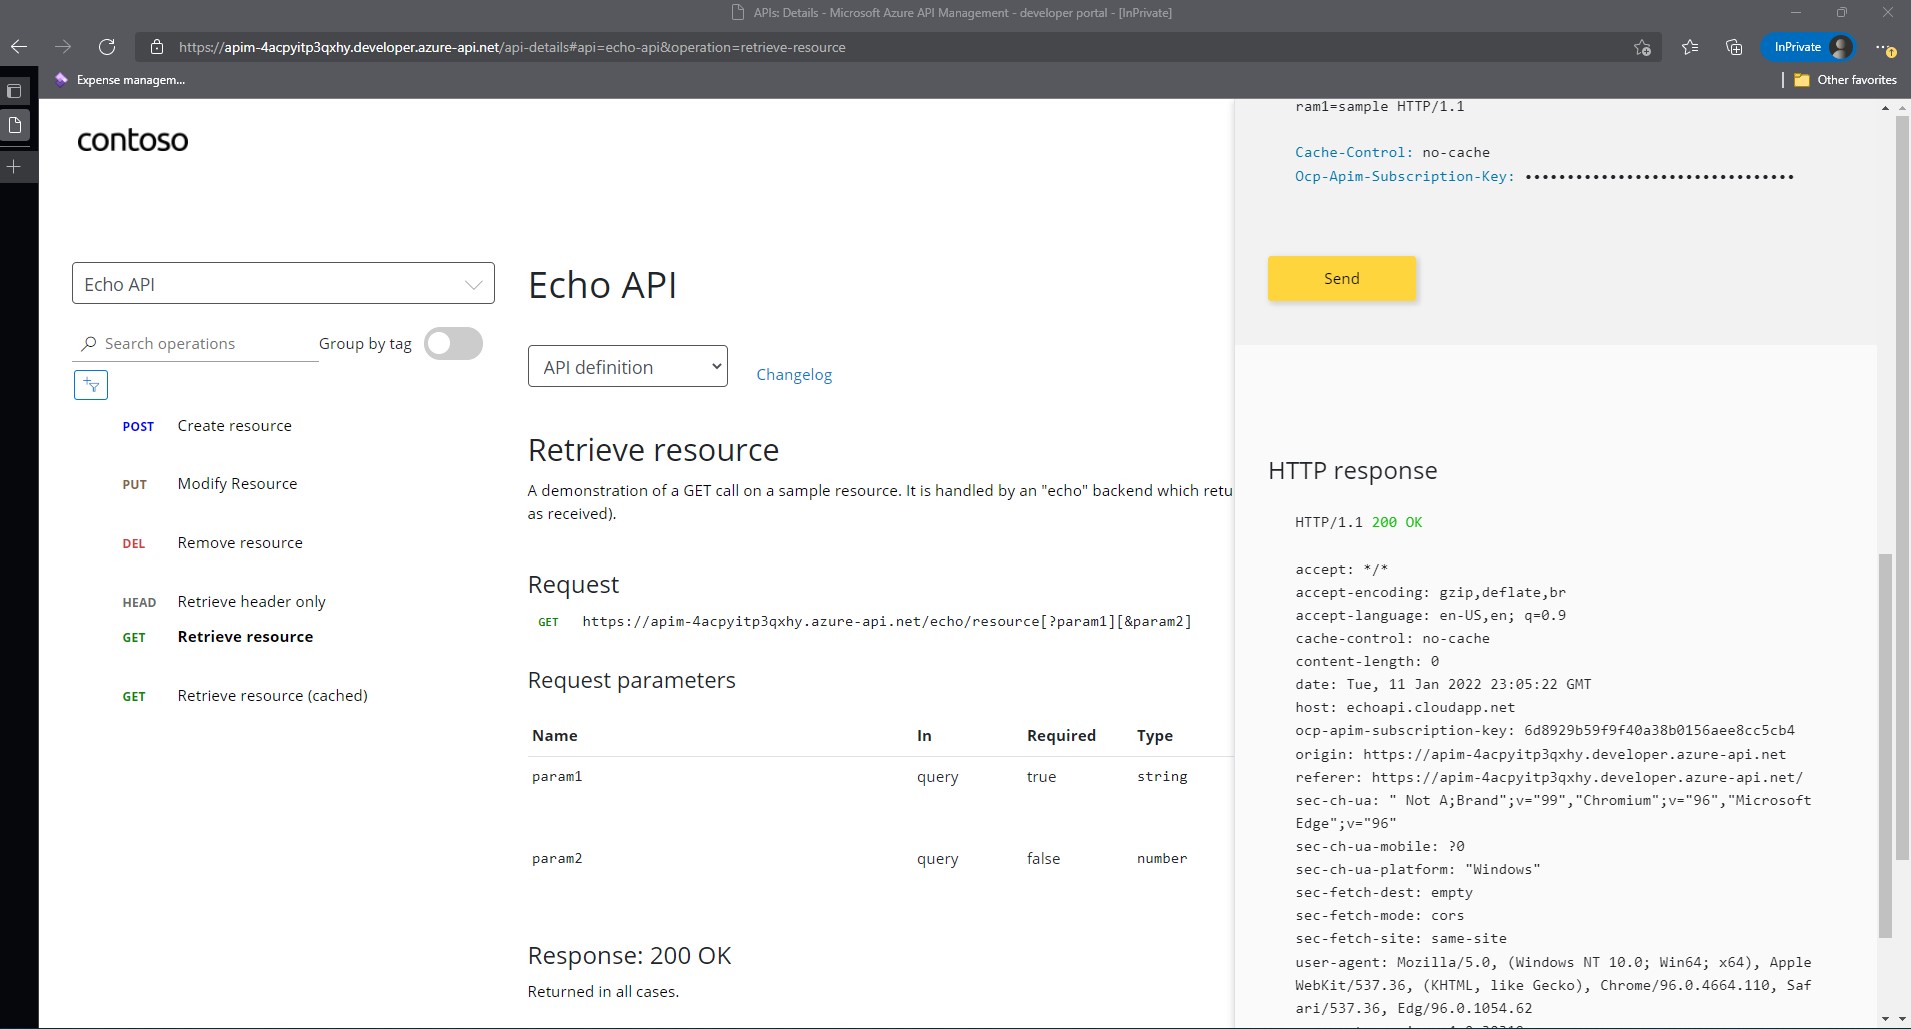 APIs: Details - Microsoft Azure API Management - developer portal - [InPrivate]
https://apim-4acpyitp3qxhy.developer.azure-api.net/api-details#api=echo-api&operation=retrieve-resource
InPrivate
Expense managem...
Other favorites
contoso
Echo API
Search operations
Group by tag
POST Create resource
PUT Modify Resource
DEL Remove resource
HEAD Retrieve header only
GET Retrieve resource
GET Retrieve resource (cached)
Echo API
API definition
Changelog
Retrieve resource
A demonstration of a GET call on a sample resource. It is handled by an "echo" backend which retu
as received).
Request
GET https://apim-4acpyitp3qxhy.azure-api.net/echo/resource[?param1][&param2]
Request parameters
Name In Required Type
param1 query true string
param2 query false number
Response: 200 OK
Returned in all cases.
ram1=sample HTTP/1.1
Cache-Control: no-cache
Ocp-Apim-Subscription-Key: ••••••••••••••••••••••••••••••••
Send
HTTP response
HTTP/1.1 200 OK
accept: */*
accept-encoding: gzip,deflate,br
accept-language: en-US,en; q=0.9
cache-control: no-cache
content-length: 0
date: Tue, 11 Jan 2022 23:05:22 GMT
host: echoapi.cloudapp.net
ocp-apim-subscription-key: 6d8929b59f9f40a38b0156aee8cc5cb4
origin: https://apim-4acpyitp3qxhy.developer.azure-api.net
referer: https://apim-4acpyitp3qxhy.developer.azure-api.net/
sec-ch-ua: " Not A;Brand";v="99","Chromium";v="96","Microsoft
Edge";v="96"
sec-ch-ua-mobile: ?0
sec-ch-ua-platform: "Windows"
sec-fetch-dest: empty
sec-fetch-mode: cors
sec-fetch-site: same-site
user-agent: Mozilla/5.0, (Windows NT 10.0; Win64; x64), Apple
WebKit/537.36, (KHTML, like Gecko), Chrome/96.0.4664.110, Saf
ari/537.36, Edg/96.0.1054.62